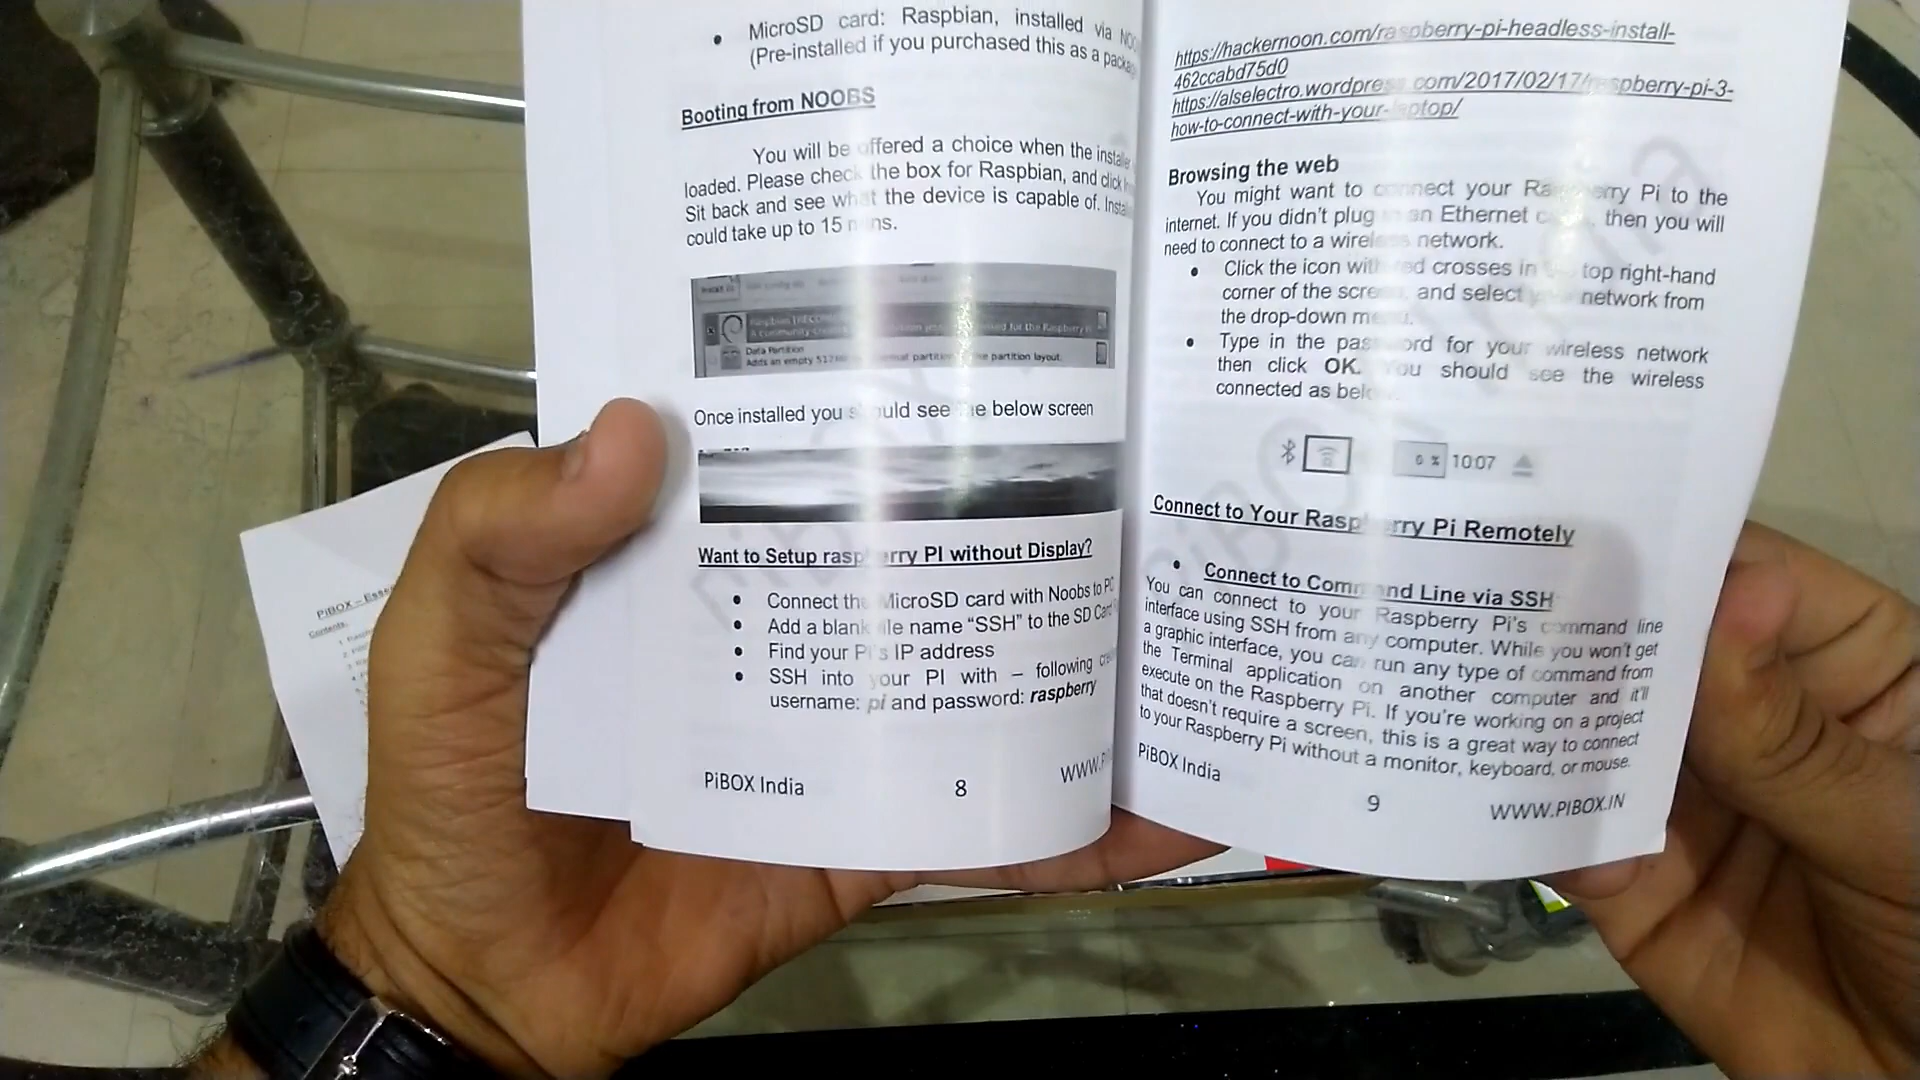 MicroSD card: Raspbian, installed via
(Pre-installed if you purchased this as a
Booting from NOOBS
You will be offered a choice when the
loaded. Please check the box for Raspbian, and click
Sit back and see what the device is capable of.
could take up to 15 mins.
Data Partition
Adds an empty partition layout.
Once installed you should see the below screen
Want to Setup raspberry PI without Display?
Connect the MicroSD card with Noobs to PC
Add a blank file name “SSH” to the SD Card
Find your Pi's IP address
SSH into your PI with – following
username: pi and password: raspberry
PiBOX India
8
https://hackernoon.com/raspberry-pi-headless-install-
462ccabd75d0
https://alselectro.wordpress.com/2017/02/17/raspberry-pi-3-
how-to-connect-with-your-laptop/
Browsing the web
You might want to connect your Raspberry Pi to the
internet. If you didn't plug in an Ethernet then you will
need to connect to a wireless network.
Click the icon with red crosses in the top right-hand
corner of the screen, and select your network from
the drop-down menu.
Type in the password for your wireless network
then click OK. You should see the wireless
connected as below
0 % 10:07
Connect to Your Raspberry Pi Remotely
Connect to Command Line via SSH
You can connect to your Raspberry Pi's command line
interface using SSH from any computer. While you won't get
a graphic interface, you can run any type of command from
the Terminal application on another computer and it'll
execute on the Raspberry Pi. If you're working on a project
that doesn't require a screen, this is a great way to connect
to your Raspberry Pi without a monitor, keyboard, or mouse.
PiBOX India
9
WWW.PIBOX.IN
Contents: